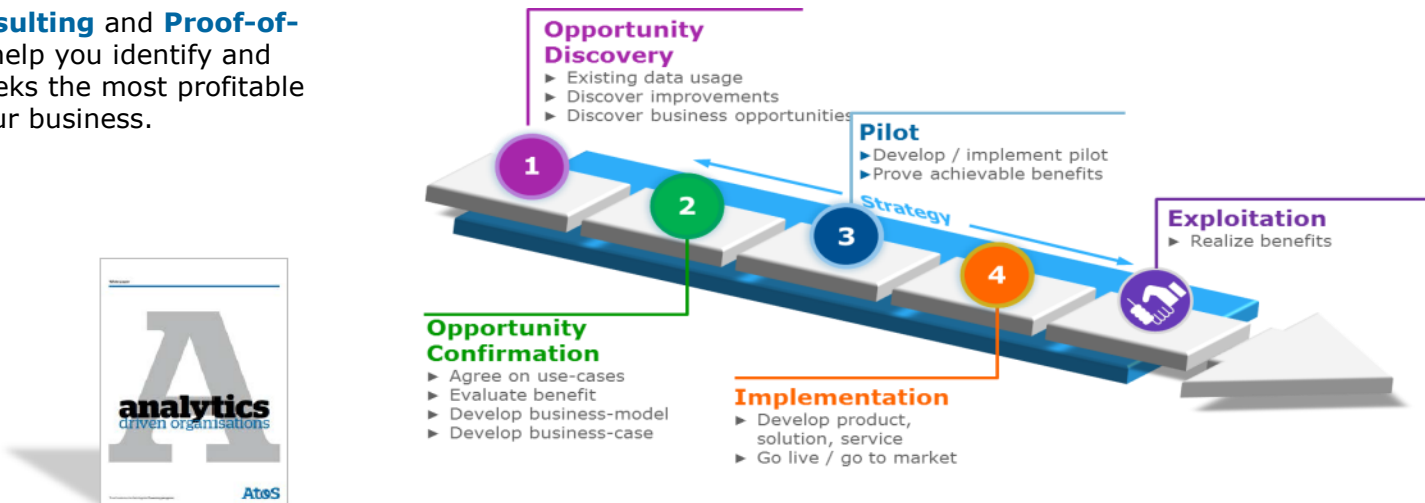 sulting and Proof-of-
help you identify and
eeks the most profitable
ur business.
Opportunity
Discovery
► Existing data usage
► Discover improvements
► Discover business opportunities
1
Pilot
►Develop / implement pilot
►Prove achievable benefits
2
Strategy
3
Exploitation
► Realize benefits
4
Opportunity
Confirmation
► Agree on use-cases
► Evaluate benefit
► Develop business-model
► Develop business-case
Implementation
► Develop product,
solution, service
► Go live / go to market
A
analytics
driven organisations
Atos